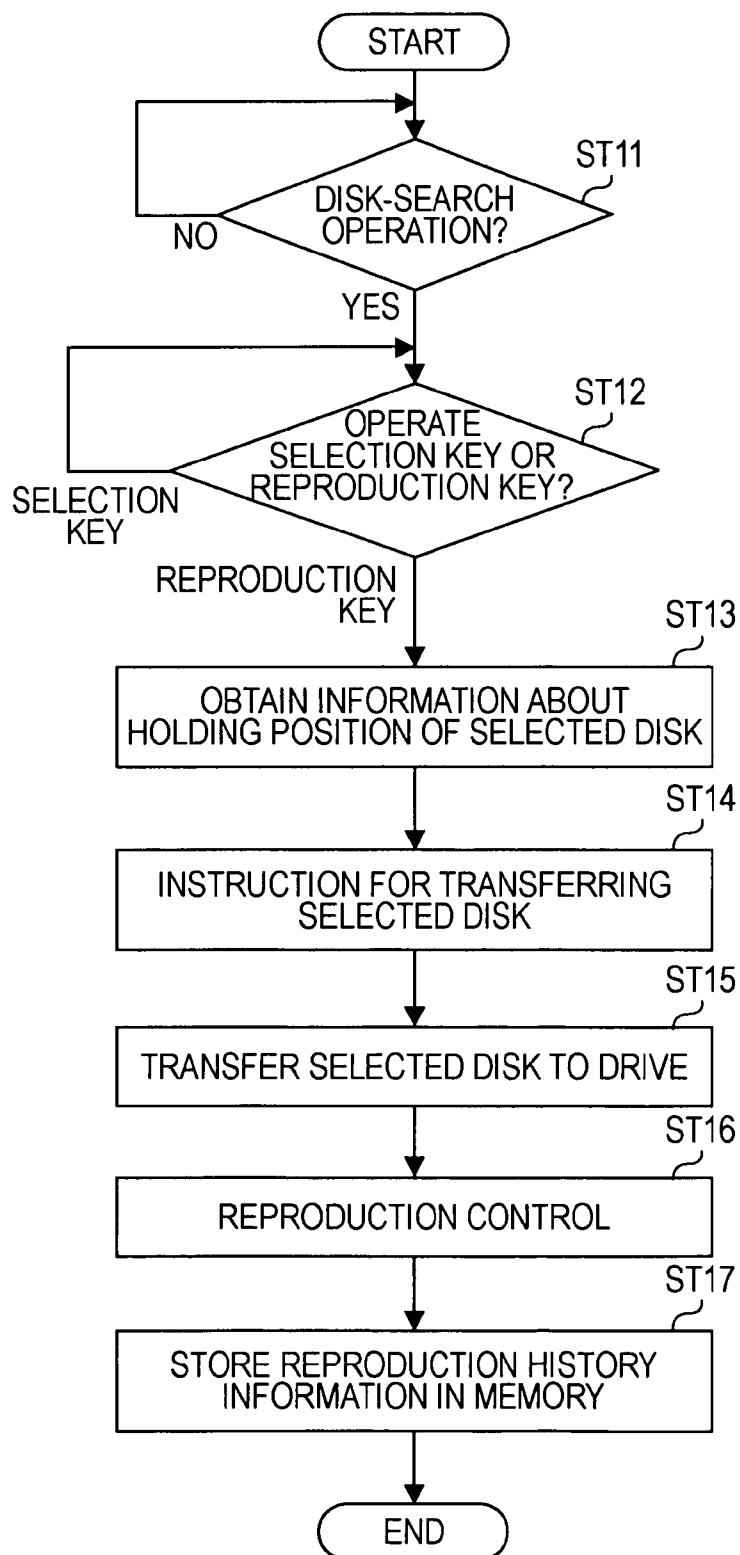 START
ST11
DISK-SEARCH
OPERATION?
NO
YES
ST12
OPERATE
SELECTION KEY OR
REPRODUCTION KEY?
SELECTION
KEY
REPRODUCTION
KEY
ST13
OBTAIN INFORMATION ABOUT
HOLDING POSITION OF SELECTED DISK
ST14
INSTRUCTION FOR TRANSFERRING
SELECTED DISK
ST15
TRANSFER SELECTED DISK TO DRIVE
ST16
REPRODUCTION CONTROL
ST17
STORE REPRODUCTION HISTORY
INFORMATION IN MEMORY
END